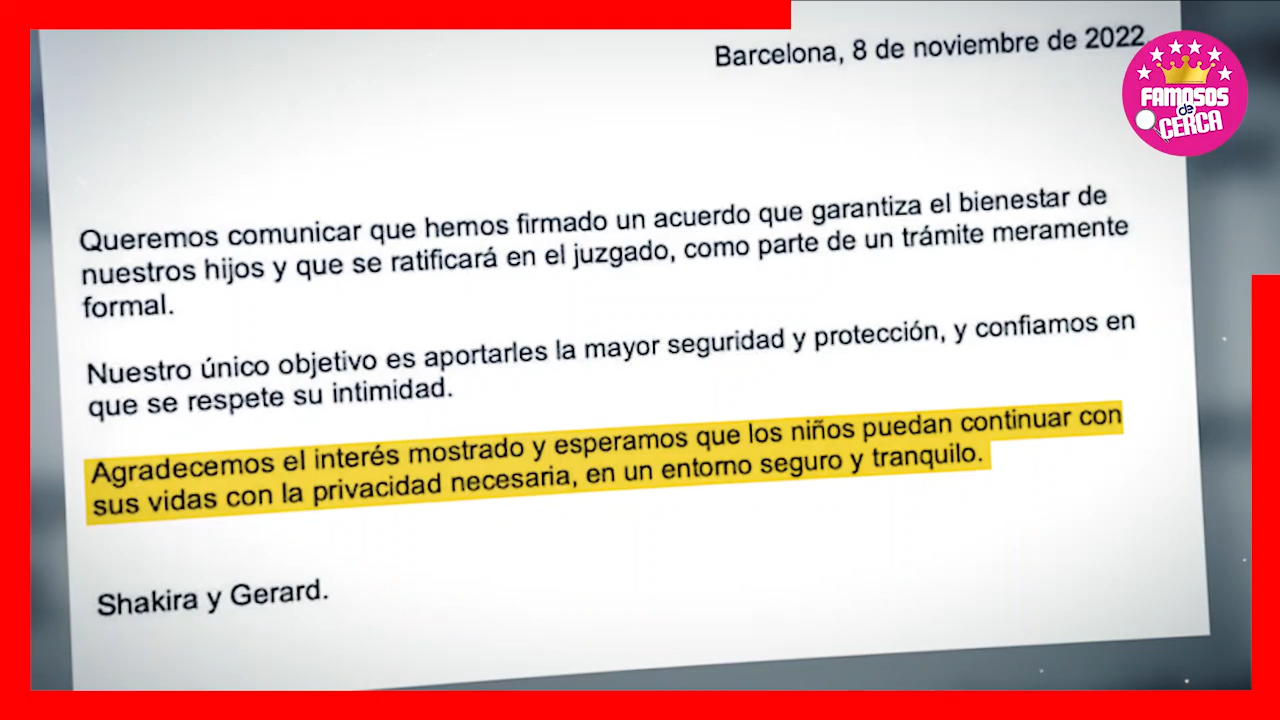 Barcelona, 8 de noviembre de 2022
FAMOSOS
de
CERCA
Queremos comunicar que hemos firmado un acuerdo que garantiza el bienestar de
nuestros hijos y que se ratificará en el juzgado, como parte de un trámite meramente
formal.
Nuestro único objetivo es aportarles la mayor seguridad y protección, y confiamos en
que se respete su intimidad.
Agradecemos el interés mostrado y esperamos que los niños puedan continuar con
sus vidas con la privacidad necesaria, en un entorno seguro y tranquilo.
Shakira y Gerard.